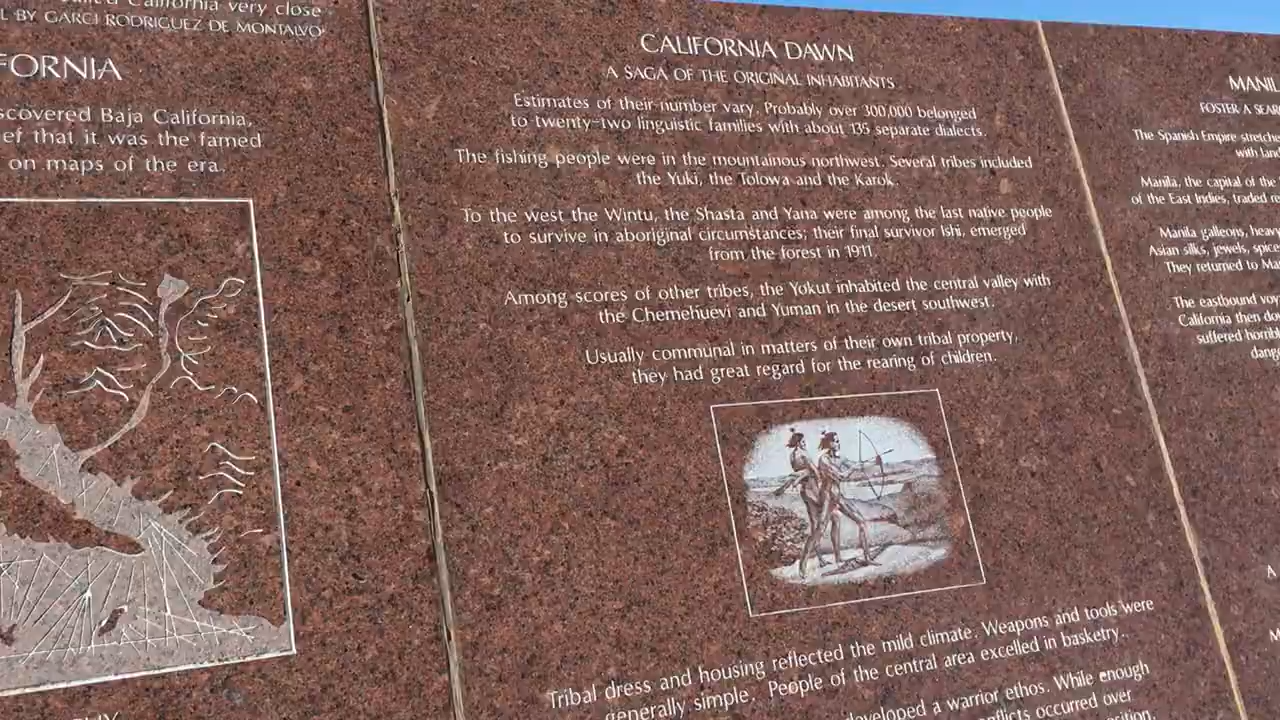 California very close
BY GARCI RODRIGUEZ DE MONTALVO
FORNIA
scovered Baja California,
ef that it was the famed
on maps of the era.
CALIFORNIA DAWN
A SAGA OF THE ORIGINAL INHABITANTS
Estimates of their number vary. Probably over 300,000 belonged
to twenty-two linguistic families with about 135 separate dialects.
The fishing people were in the mountainous northwest. Several tribes included
the Yuki, the Tolowa and the Karok.
To the west the Wintu, the Shasta and Yana were among the last native people
to survive in aboriginal circumstances; their final survivor Ishi, emerged
from the forest in 1911.
Among scores of other tribes, the Yokut inhabited the central valley with
the Chemehuevi and Yuman in the desert southwest.
Usually communal in matters of their own tribal property,
they had great regard for the rearing of children.
Tribal dress and housing reflected the mild climate. Weapons and tools were
generally simple. People of the central area excelled in basketry.
developed a warrior ethos. While enough
nflicts occurred over
MANIL
FOSTER A SEA
The Spanish Empire stretche
with land
Manila, the capital of the
of the East Indies, traded re
Manila galleons, heavy
Asian silks, jewels, spice
They returned to Ma
The eastbound voy
California then do
suffered horrib
dang
A
M